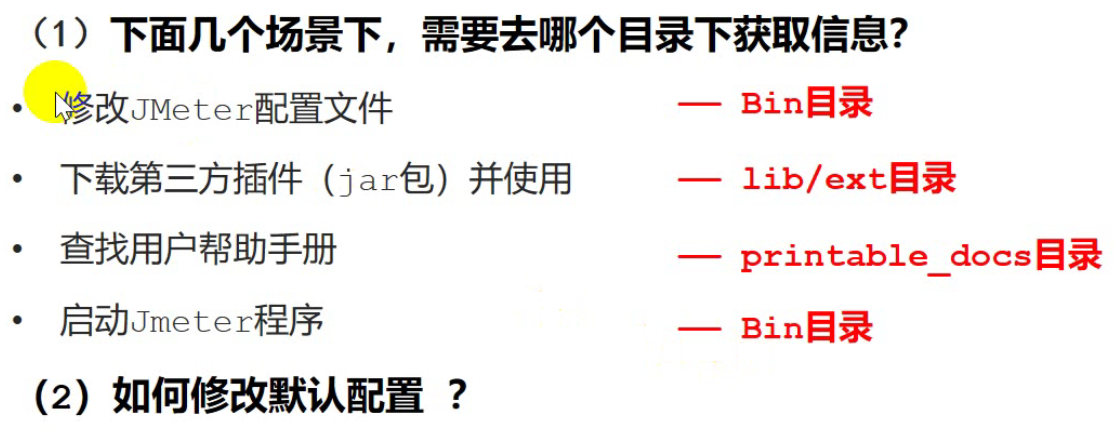 （1）下面几个场景下，需要去哪个目录下获取信息？
• 修改JMeter配置文件 —— Bin目录
• 下载第三方插件（jar包）并使用 —— lib/ext目录
• 查找用户帮助手册 —— printable_docs目录
• 启动Jmeter程序 —— Bin目录
（2）如何修改默认配置 ？